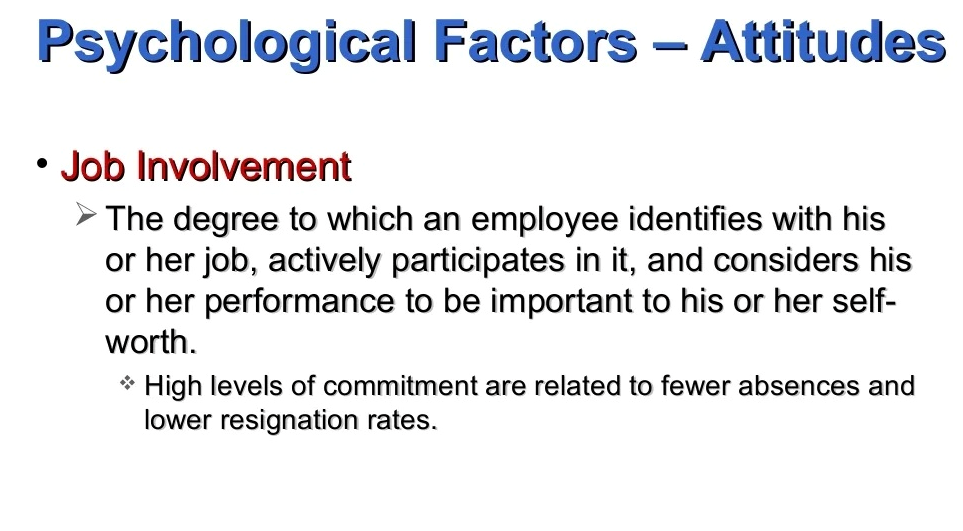 Psychological Factors – Attitudes
• Job Involvement
➢ The degree to which an employee identifies with his
or her job, actively participates in it, and considers his
or her performance to be important to his or her self-
worth.
❖ High levels of commitment are related to fewer absences and
lower resignation rates.